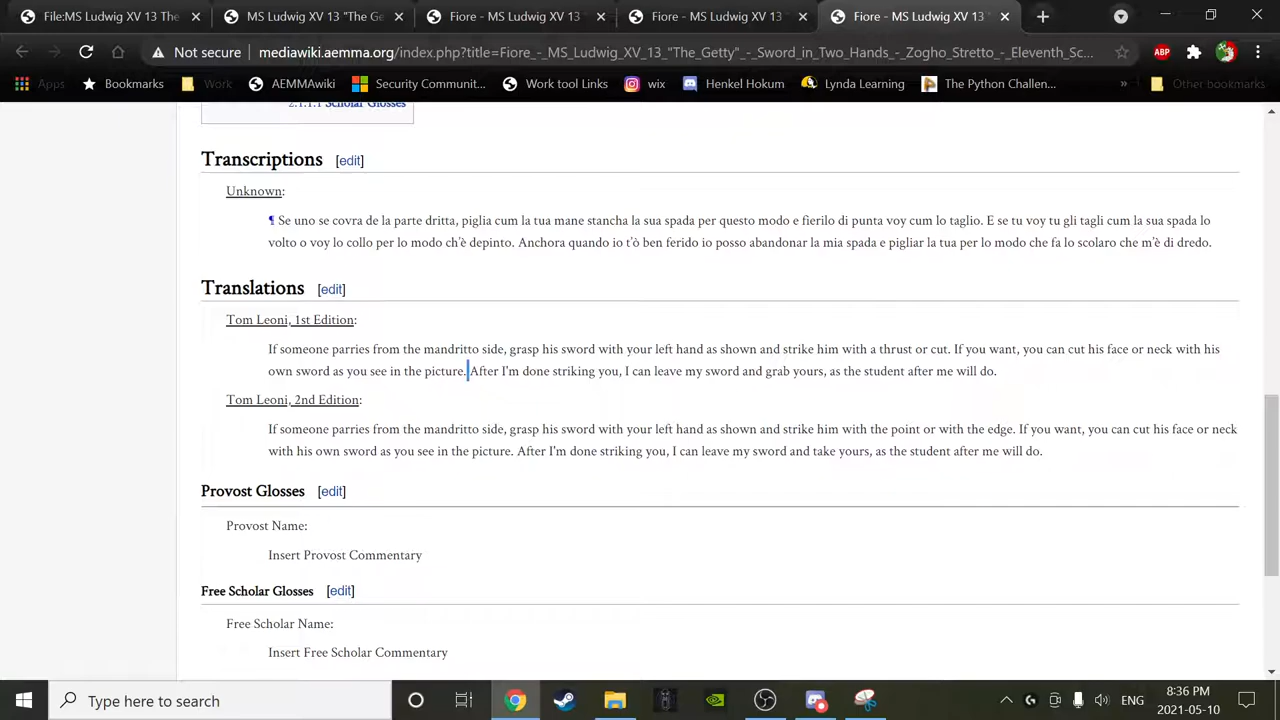 File:MS Ludwig XV 13 The
MS Ludwig XV 13 "The Ge
Fiore - MS Ludwig XV 13
Fiore - MS Ludwig XV 13
Fiore - MS Ludwig XV 13
Not secure
mediawiki.aemma.org/index.php?title=Fiore_-_MS_Ludwig_XV_13_"The_Getty"_-_Sword_in_Two_Hands_-_Zogho_Stretto_-_Eleventh_Sc...
ABP
Apps Bookmarks Work AEMMAwiki Security Communit... Work tool Links wix Henkel Hokum Lynda Learning The Python Challen... » Other bookmarks
2.1.1.1 Scholar Glosses
Transcriptions [edit]
Unknown:
¶ Se uno se covra de la parte dritta, piglia cum la tua mane stancha la sua spada per questo modo e fierilo di punta voy cum lo taglio. E se tu voy tu gli tagli cum la sua spada lo
volto o voy lo collo per lo modo ch'è depinto. Anchora quando io t'ò ben ferido io posso abandonar la mia spada e pigliar la tua per lo modo che fa lo scolaro che m'è di dredo.
Translations [edit]
Tom Leoni, 1st Edition:
If someone parries from the mandritto side, grasp his sword with your left hand as shown and strike him with a thrust or cut. If you want, you can cut his face or neck with his
own sword as you see in the picture. After I'm done striking you, I can leave my sword and grab yours, as the student after me will do.
Tom Leoni, 2nd Edition:
If someone parries from the mandritto side, grasp his sword with your left hand as shown and strike him with the point or with the edge. If you want, you can cut his face or neck
with his own sword as you see in the picture. After I'm done striking you, I can leave my sword and take yours, as the student after me will do.
Provost Glosses [edit]
Provost Name:
Insert Provost Commentary
Free Scholar Glosses [edit]
Free Scholar Name:
Insert Free Scholar Commentary
Type here to search
ENG
8:36 PM
2021-05-10